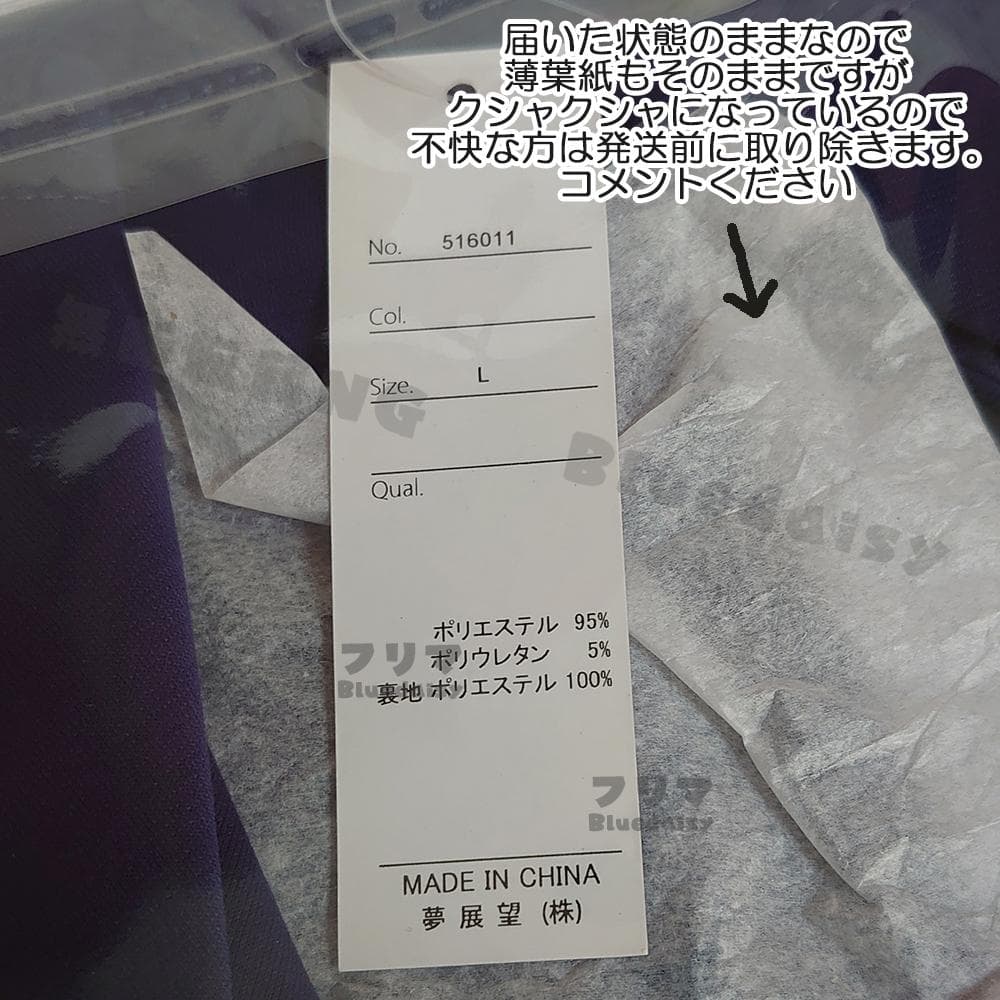 届いた状態のままなので
薄葉紙もそのままですが
クシャクシャになっているので
不快な方は発送前に取り除きます。
コメントください
No. 516011
Col.
Size. L
Qual.
ポリエステル 95%
ポリウレタン 5%
裏地 ポリエステル 100%
フリマ
Bluedaisy
フリマ
Bluedaisy
MADE IN CHINA
夢展望 (株)